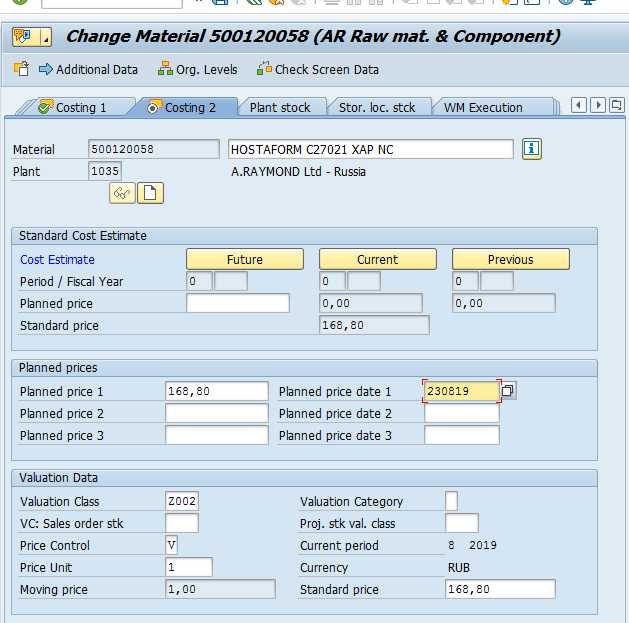 Change Material 500120058 (AR Raw mat. & Component)
Additional Data Org. Levels Check Screen Data
Costing 1 Costing 2 Plant stock Stor. loc. stck WM Execution
Material 500120058 HOSTAFORM C27021 XAP NC
Plant 1035 A.RAYMOND Ltd - Russia
Standard Cost Estimate
Cost Estimate Future Current Previous
Period / Fiscal Year 0 0 0
Planned price 0,00 0,00
Standard price 168,80
Planned prices
Planned price 1 168,80 Planned price date 1 230819
Planned price 2 Planned price date 2
Planned price 3 Planned price date 3
Valuation Data
Valuation Class Z002 Valuation Category
VC: Sales order stk Proj. stk val. class
Price Control V Current period 8 2019
Price Unit 1 Currency RUB
Moving price 1,00 Standard price 168,80